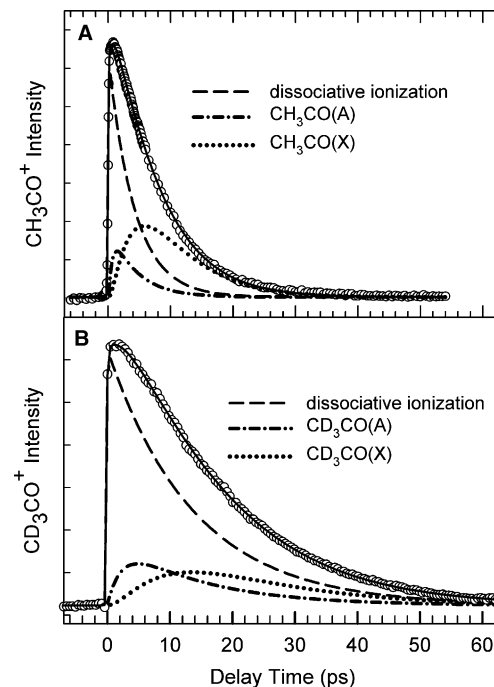 A
dissociative ionization
CH₃CO(A)
CH₃CO(X)
CH₃CO⁺ Intensity
B
dissociative ionization
CD₃CO(A)
CD₃CO(X)
CD₃CO⁺ Intensity
0 10 20 30 40 50 60
Delay Time (ps)